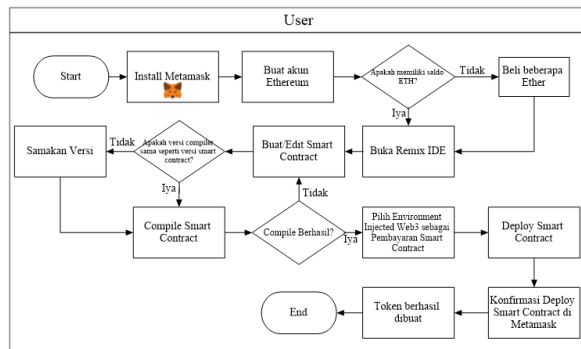 User
Start
Install Metamask
Buat akun
Ethereum
Apakah memiliki saldo
ETH?
Tidak
Beli beberapa
Ether
Iya
Buka Remix IDE
Buat/Edit Smart
Contract
Apakah versi compiler
sama seperti versi smart
contract?
Tidak
Samakan Versi
Iya
Compile Smart
Contract
Compile Berhasil?
Tidak
Iya
Pilih Environment
Injected Web3 sebagai
Pembayaran Smart
Contract
Deploy Smart
Contract
Konfirmasi Deploy
Smart Contract di
Metamask
Token berhasil
dibuat
End